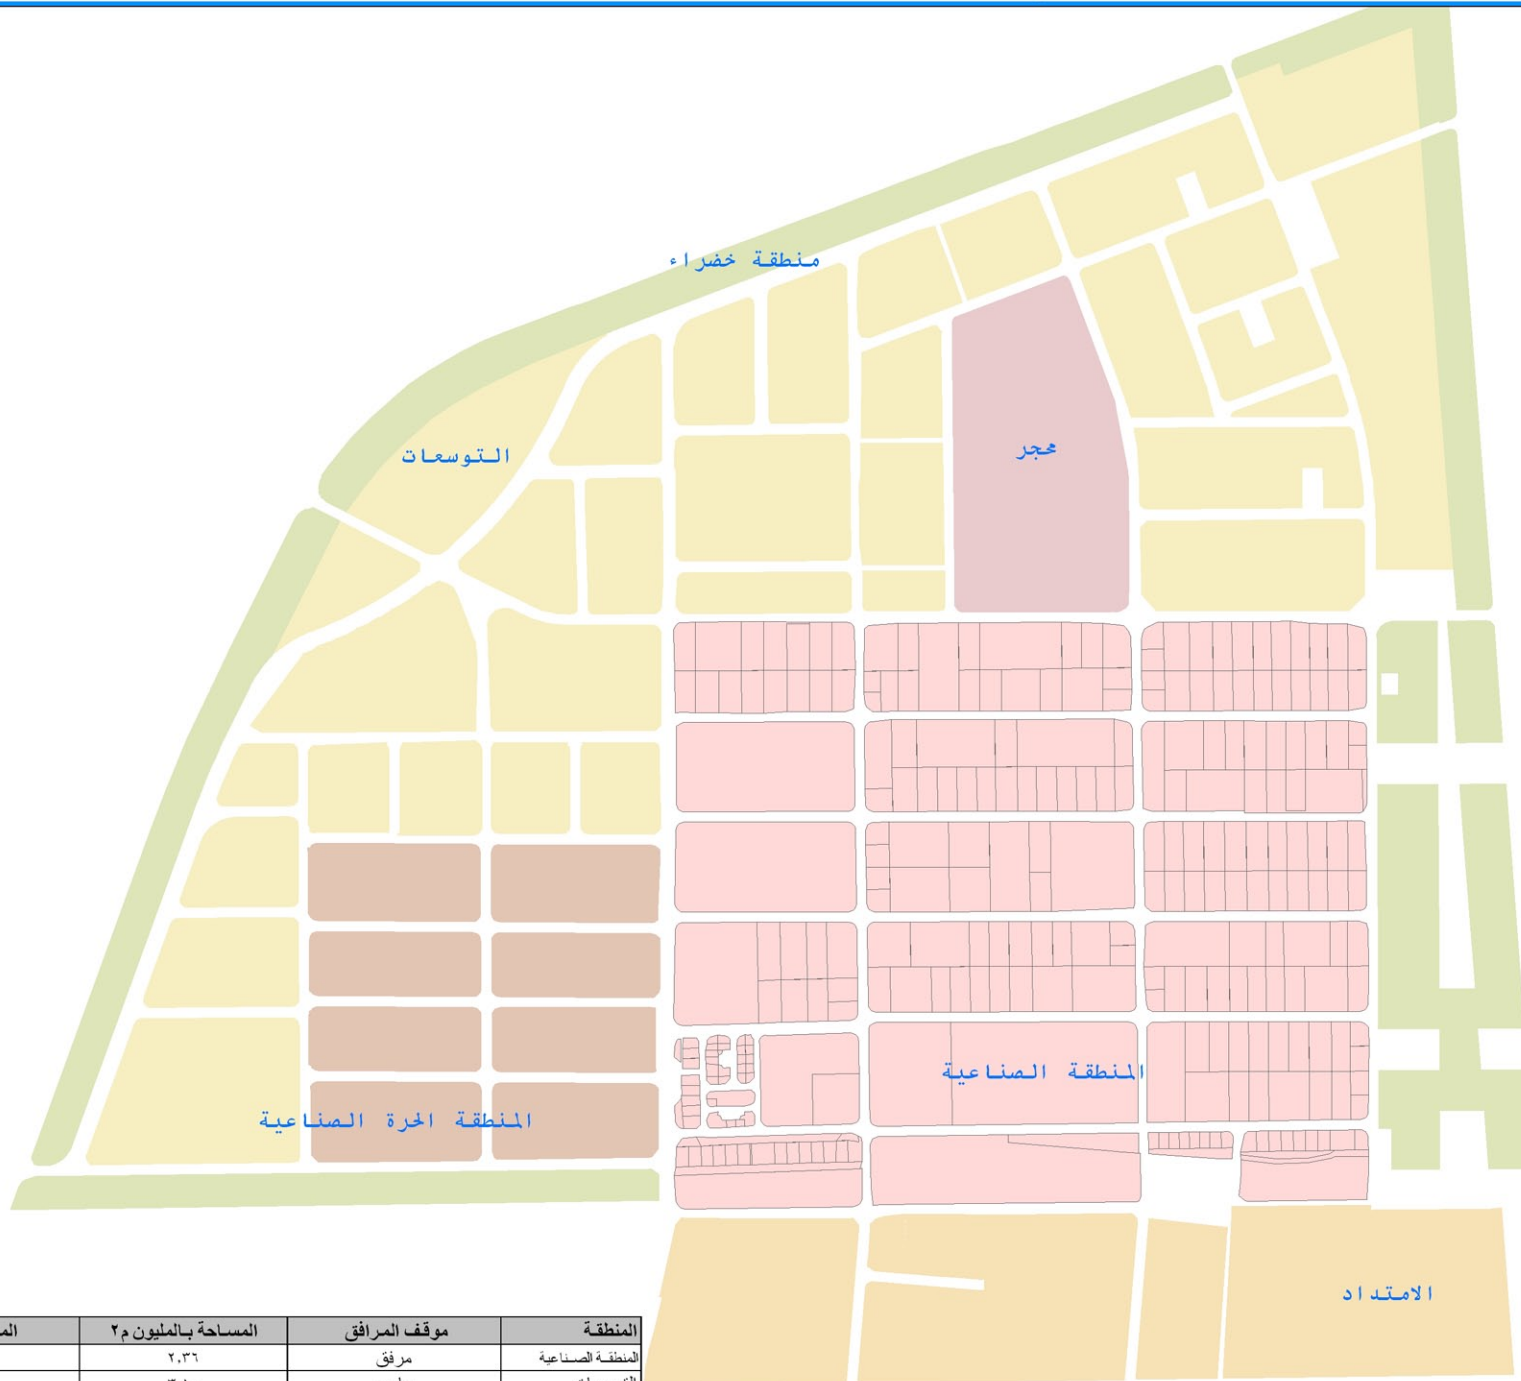 منطقة خضراء
التوسعات
محجر
المنطقة الصناعية
المنطقة الحرة الصناعية
الامتداد
المنطقة موقف المرافق المساحة بالمليون م٢
المنطقة الصناعية مرفق ٢.٣٦